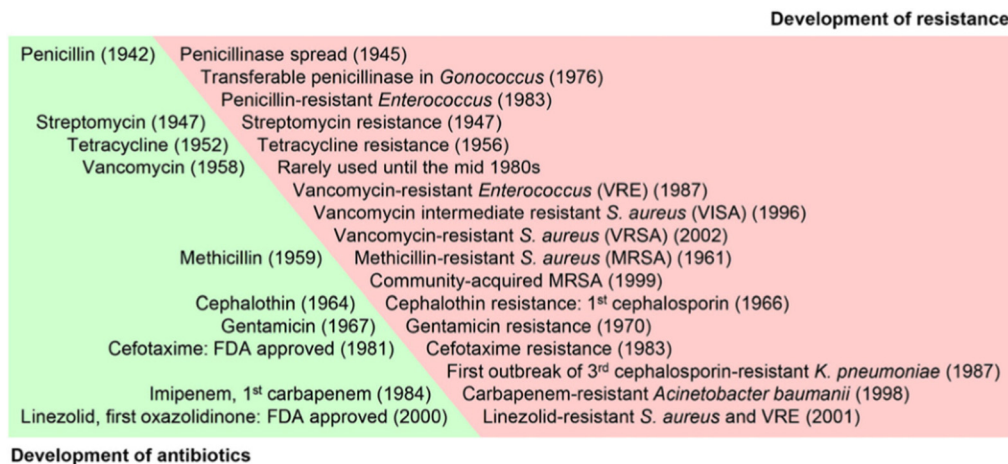 Development of resistance
Penicillin (1942) Penicillinase spread (1945)
Transferable penicillinase in Gonococcus (1976)
Penicillin-resistant Enterococcus (1983)
Streptomycin (1947) Streptomycin resistance (1947)
Tetracycline (1952) Tetracycline resistance (1956)
Vancomycin (1958) Rarely used until the mid 1980s
Vancomycin-resistant Enterococcus (VRE) (1987)
Vancomycin intermediate resistant S. aureus (VISA) (1996)
Vancomycin-resistant S. aureus (VRSA) (2002)
Methicillin (1959) Methicillin-resistant S. aureus (MRSA) (1961)
Community-acquired MRSA (1999)
Cephalothin (1964) Cephalothin resistance: 1st cephalosporin (1966)
Gentamicin (1967) Gentamicin resistance (1970)
Cefotaxime: FDA approved (1981) Cefotaxime resistance (1983)
First outbreak of 3rd cephalosporin-resistant K. pneumoniae (1987)
Imipenem, 1st carbapenem (1984) Carbapenem-resistant Acinetobacter baumanii (1998)
Linezolid, first oxazolidinone: FDA approved (2000) Linezolid-resistant S. aureus and VRE (2001)
Development of antibiotics